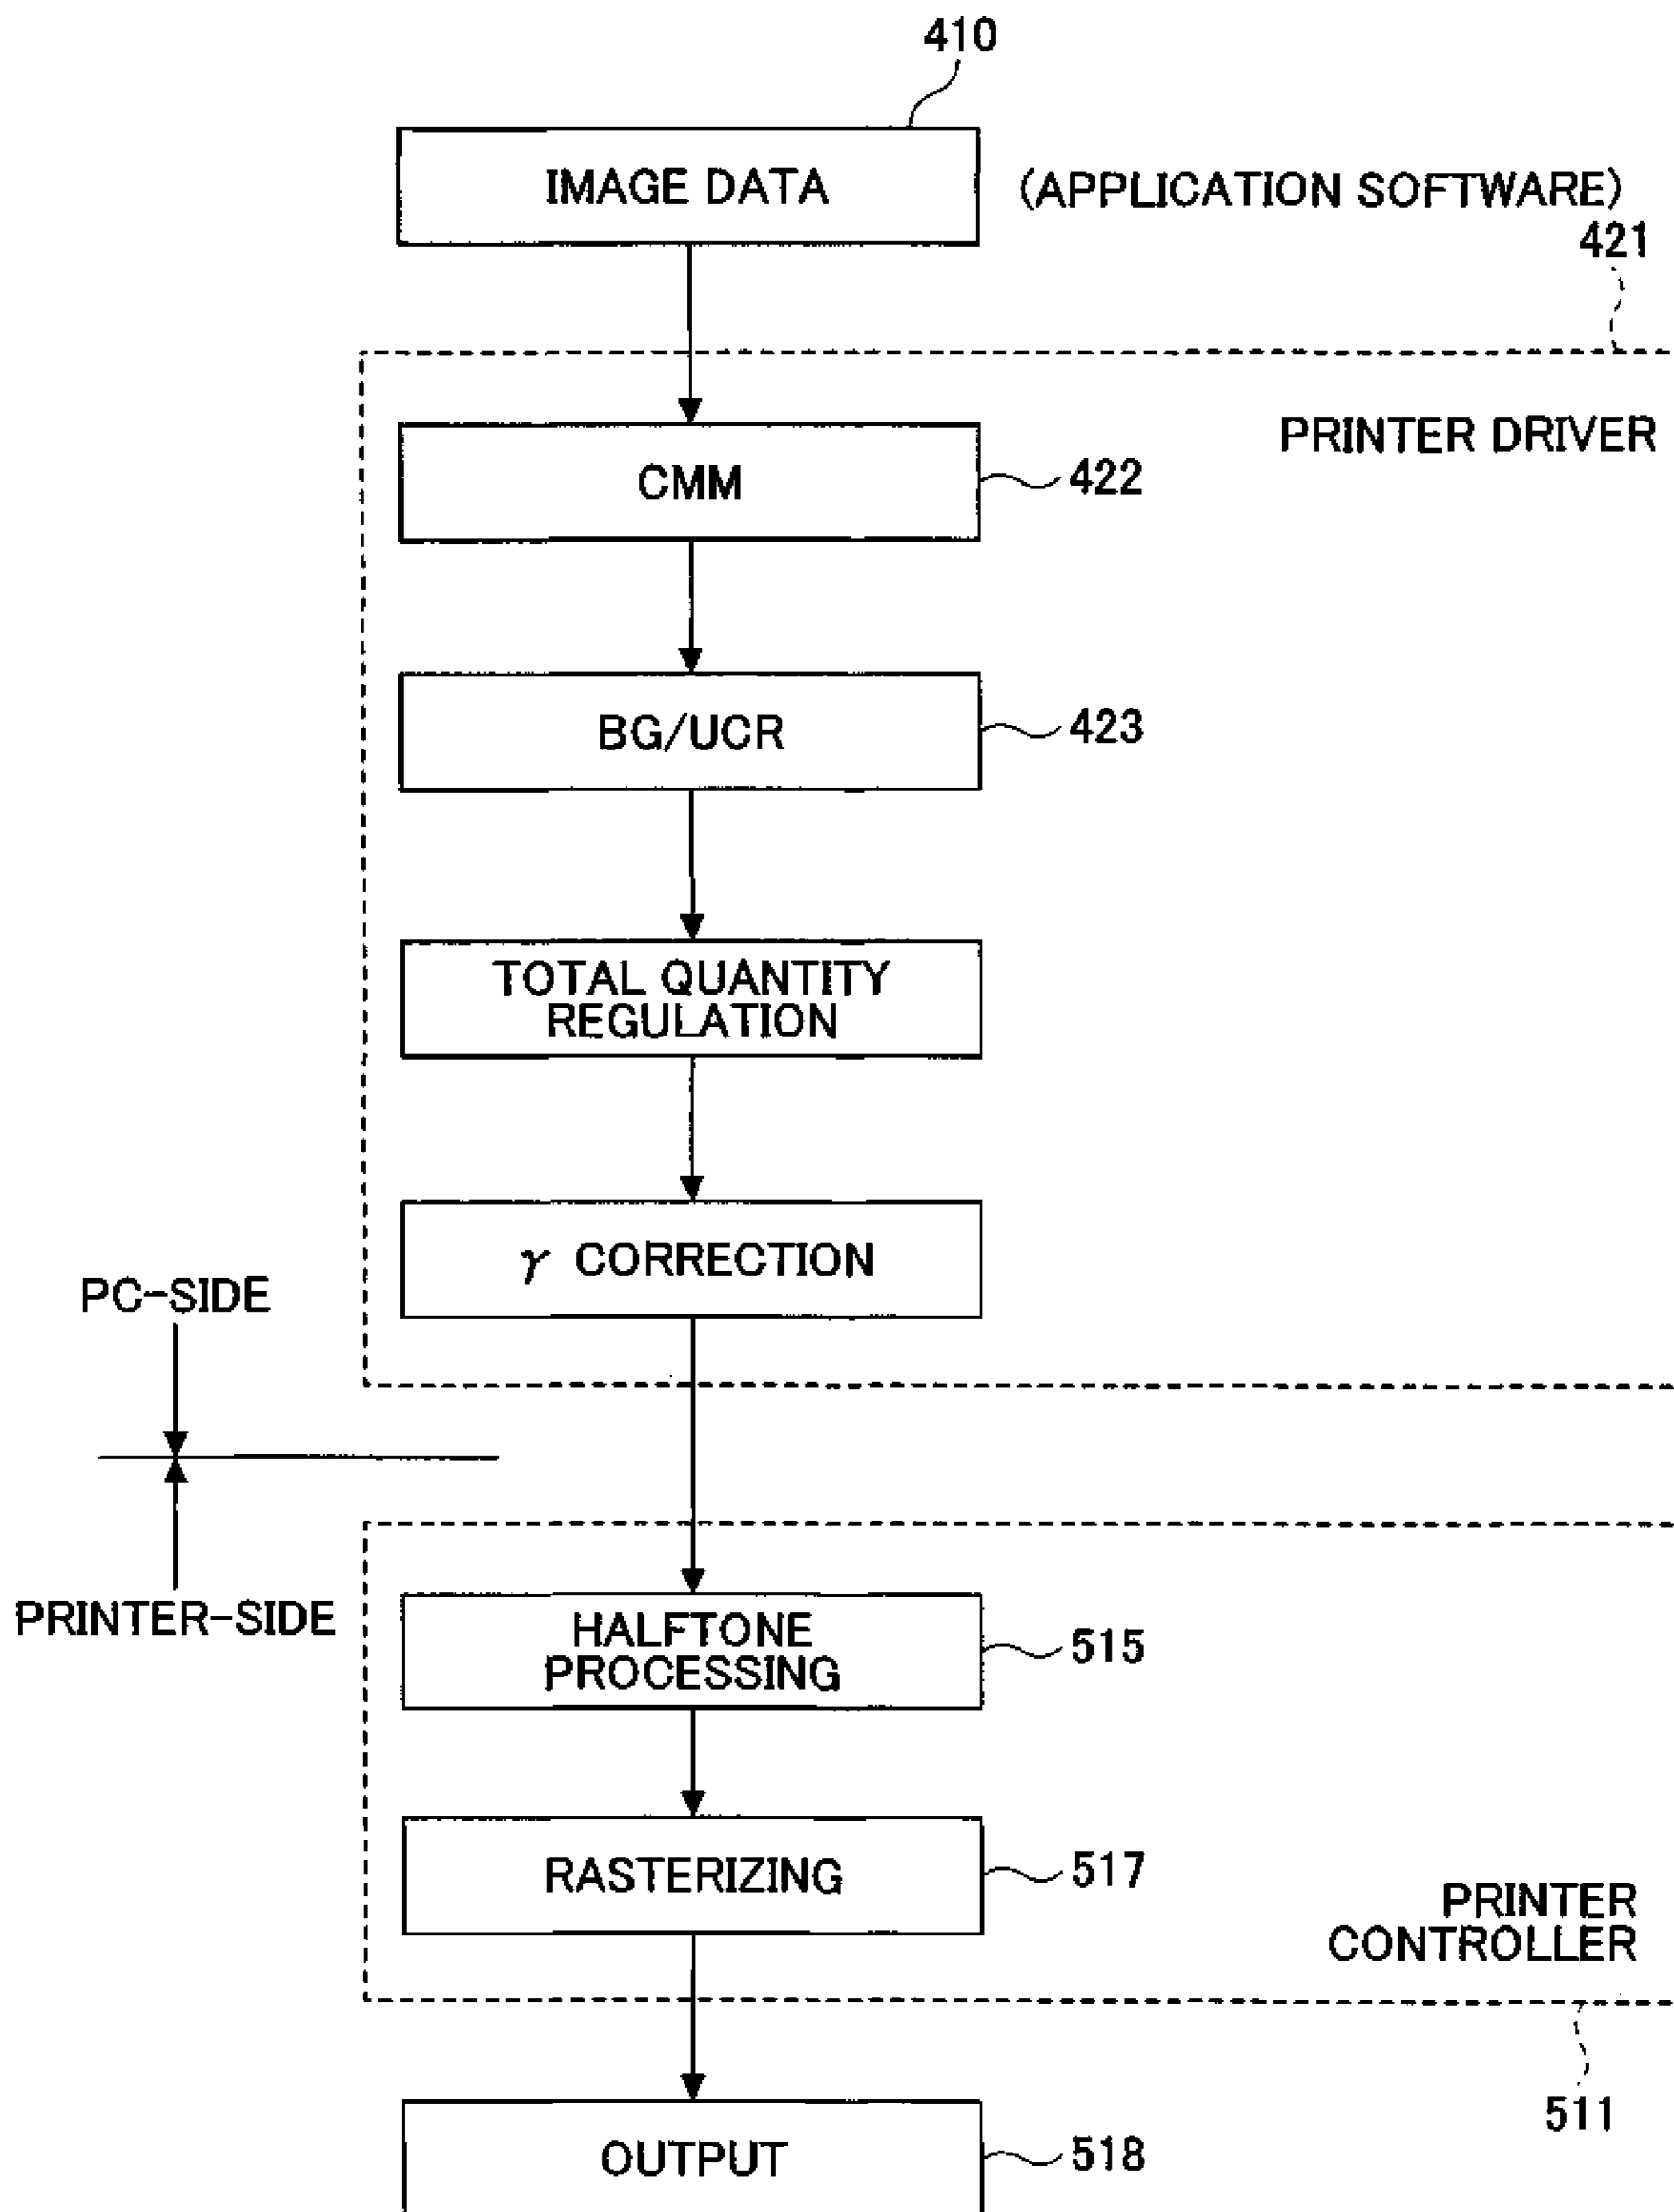 410
IMAGE DATA
(APPLICATION SOFTWARE)
421
PRINTER DRIVER
CMM
422
BG/UCR
423
TOTAL QUANTITY
REGULATION
γ CORRECTION
PC-SIDE
PRINTER-SIDE
HALFTONE
PROCESSING
515
RASTERIZING
517
PRINTER
CONTROLLER
511
OUTPUT
518